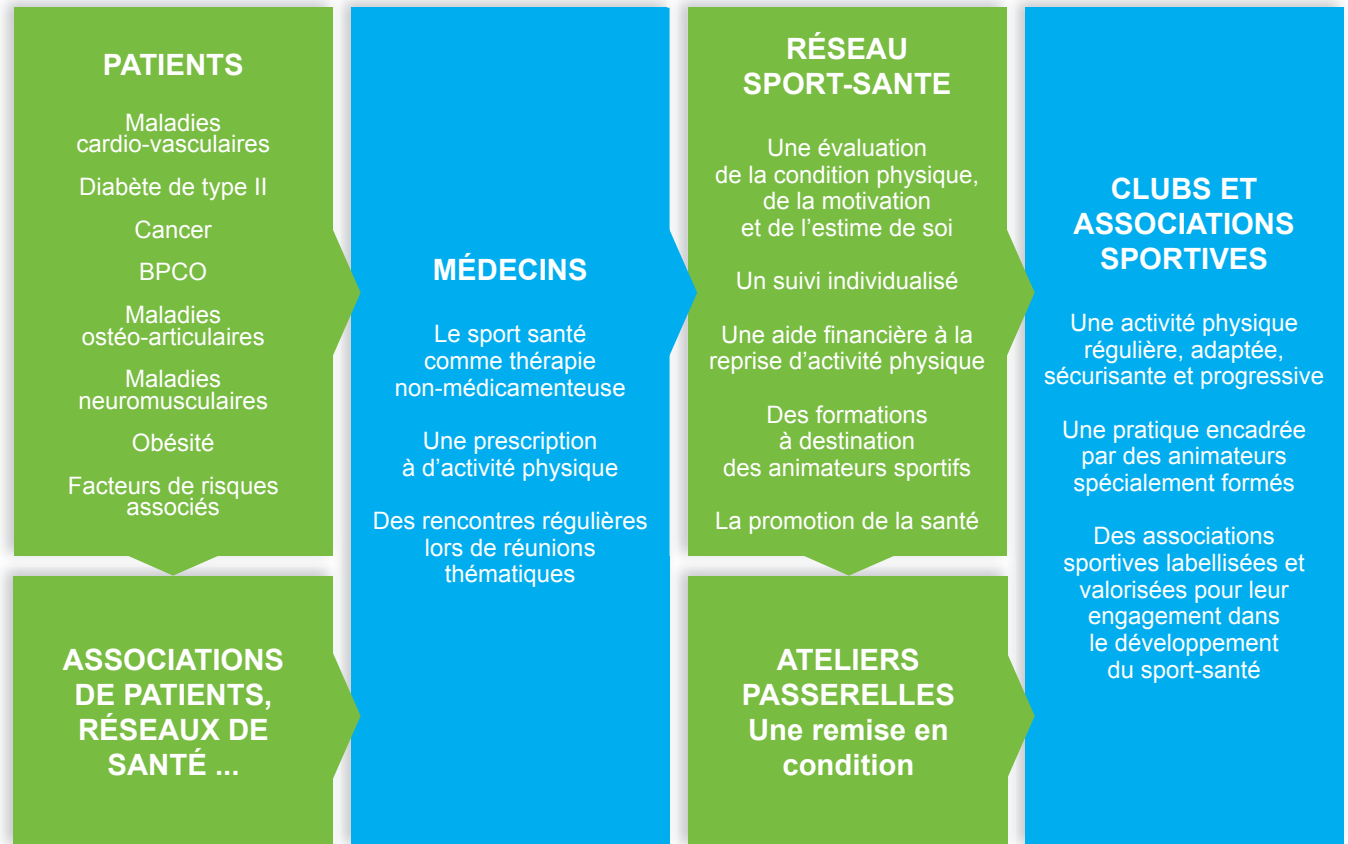 PATIENTS
Maladies
cardio-vasculaires
Diabète de type II
Cancer
BPCO
Maladies
ostéo-articulaires
Maladies
neuromusculaires
Obésité
Facteurs de risques
associés
ASSOCIATIONS
DE PATIENTS,
RÉSEAUX DE
SANTÉ ...
MÉDECINS
Le sport santé
comme thérapie
non-médicamenteuse
Une prescription
à d’activité physique
Des rencontres régulières
lors de réunions
thématiques
RÉSEAU
SPORT-SANTE
Une évaluation
de la condition physique,
de la motivation
et de l’estime de soi
Un suivi individualisé
Une aide financière à la
reprise d’activité physique
Des formations
à destination
des animateurs sportifs
La promotion de la santé
ATELIERS
PASSERELLES
Une remise en
condition
CLUBS ET
ASSOCIATIONS
SPORTIVES
Une activité physique
régulière, adaptée,
sécurisante et progressive
Une pratique encadrée
par des animateurs
spécialement formés
Des associations
sportives labellisées et
valorisées pour leur
engagement dans
le développement
du sport-santé